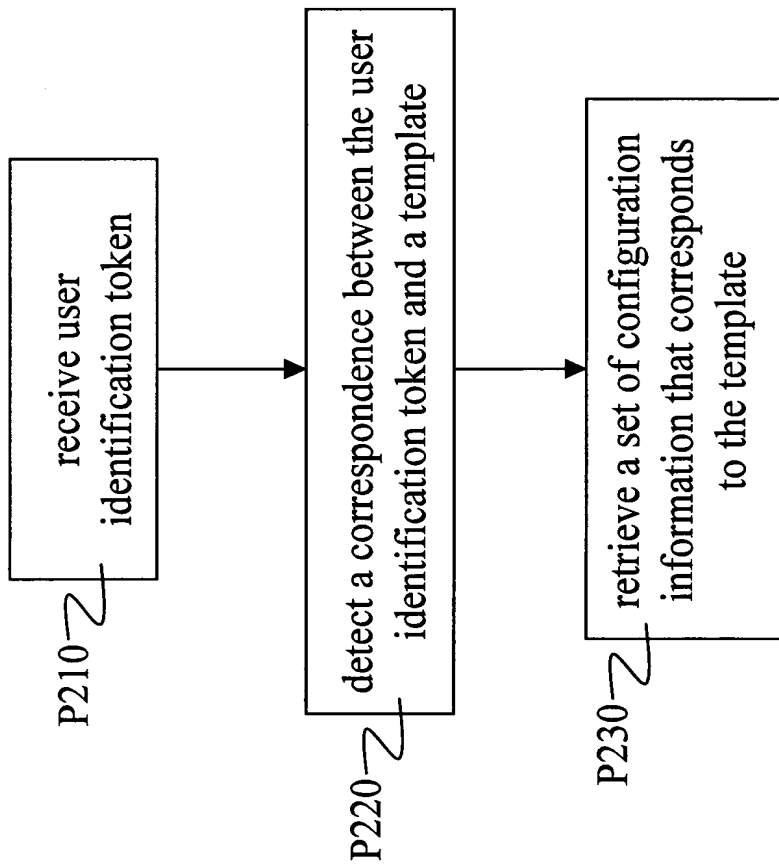 P210
receive user
identification token
P220
detect a correspondence between the user
identification token and a template
P230
retrieve a set of configuration
information that corresponds
to the template